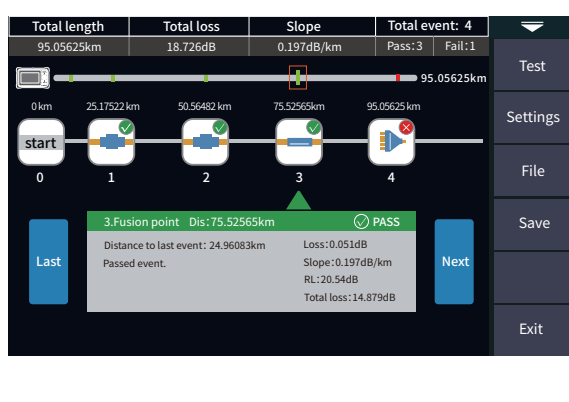 Total length Total loss Slope Total event: 4
95.05625km 18.726dB 0.197dB/km Pass:3 Fail:1
Test
95.05625km
0km 25.17522 km 50.56482 km 75.52565km 95.05625 km
Settings
start
File
0 1 2 3 4
3.Fusion point Dis:75.52565km PASS
Save
Distance to last event: 24.96083km Loss:0.051dB
Last Passed event. Slope:0.197dB/km Next
RL:20.54dB
Total loss:14.879dB
Exit